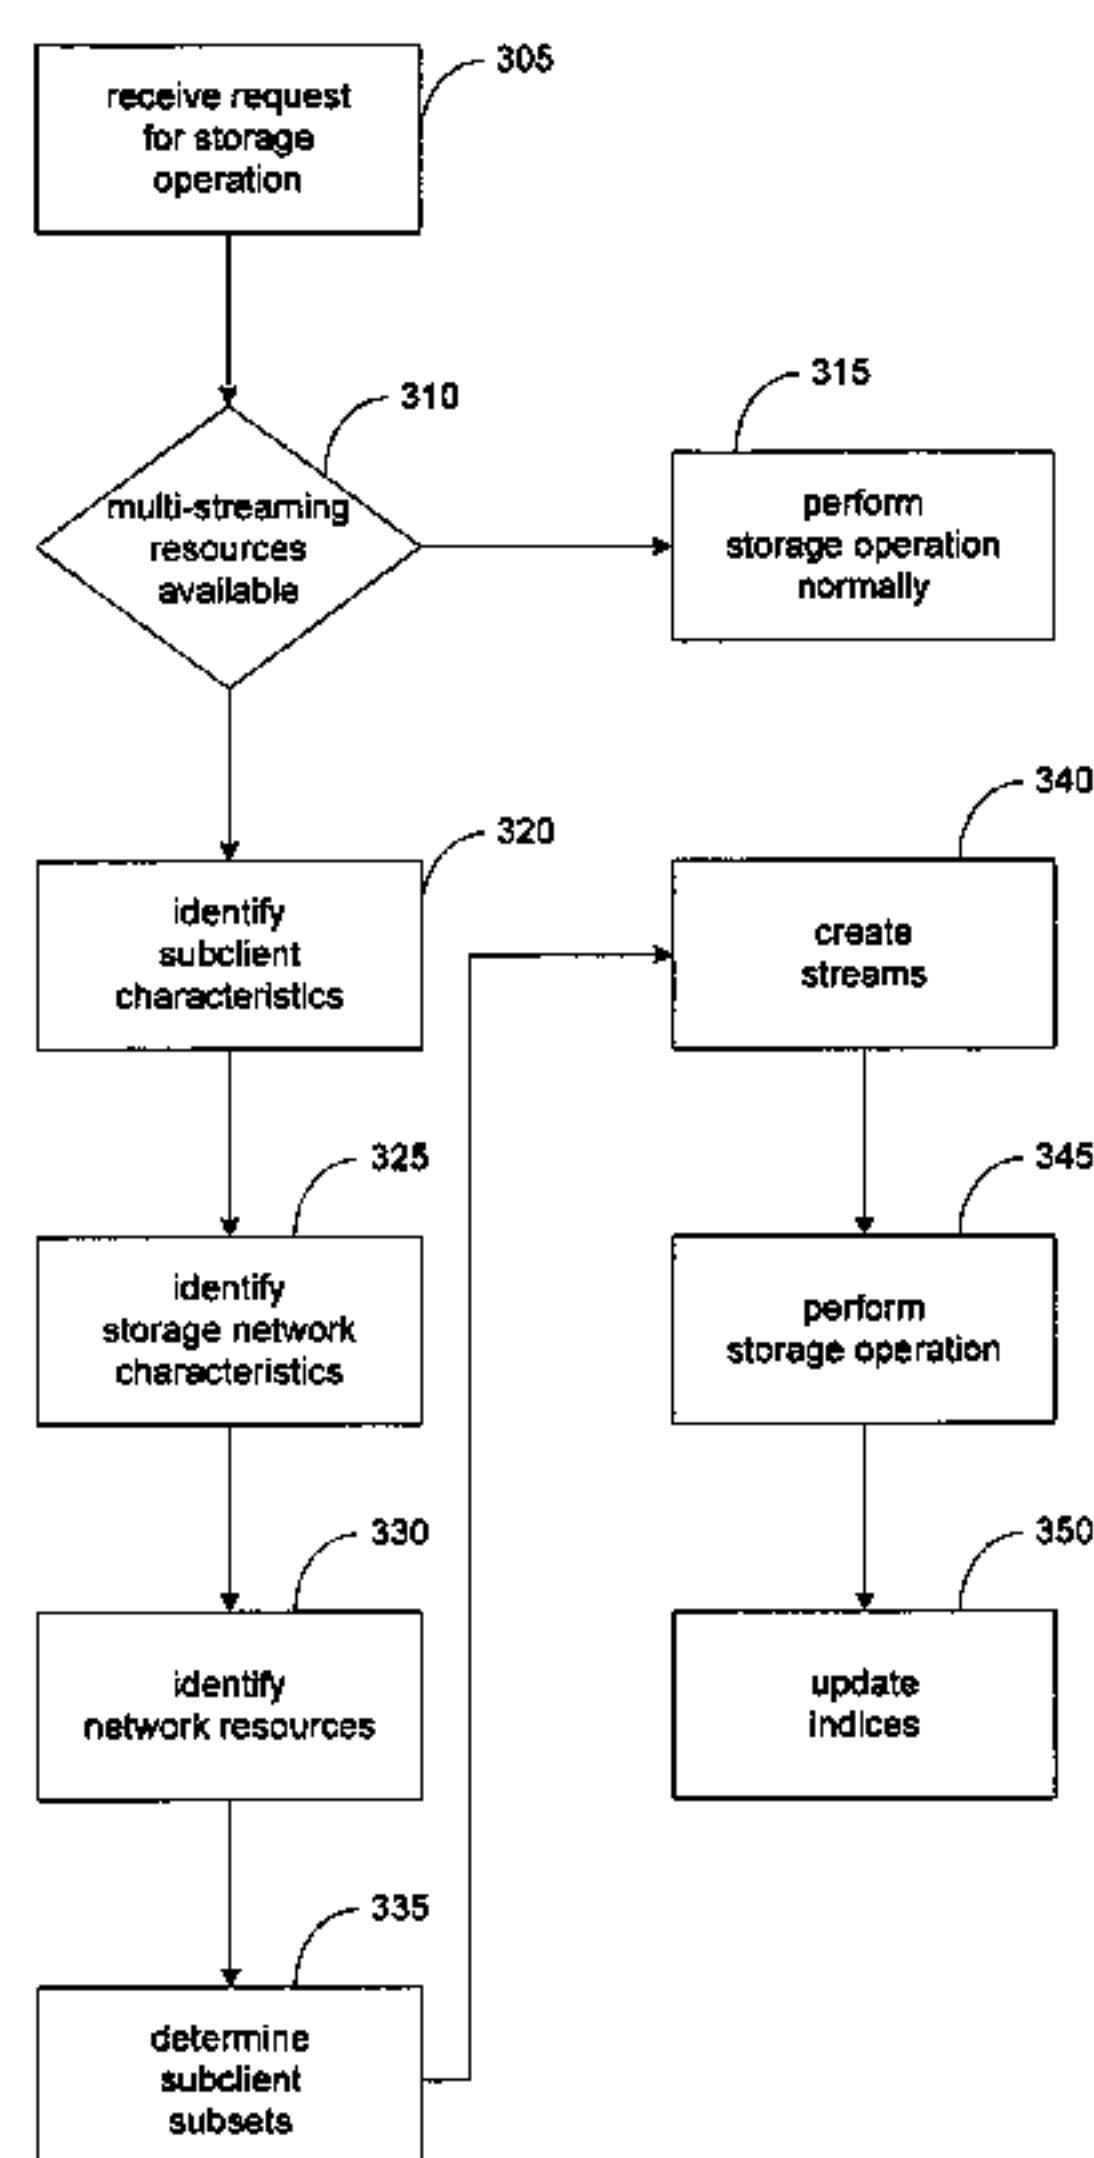 305
receive request
for storage
operation
310
multi-streaming
resources
available
315
perform
storage operation
normally
320
identify
subclient
characteristics
325
identify
storage network
characteristics
330
identify
network resources
335
determine
subclient
subsets
340
create
streams
345
perform
storage operation
350
update
indices